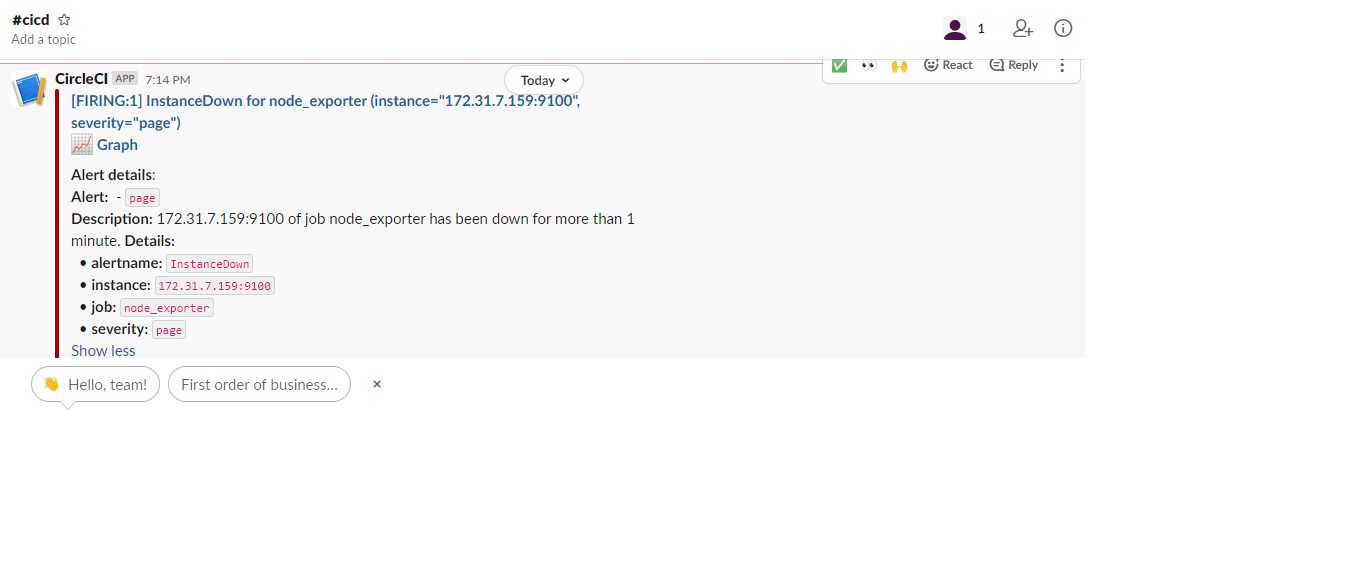 #cicd
1
Add a topic
React Reply
CircleCI APP 7:14 PM
Today
[FIRING:1] InstanceDown for node_exporter (instance="172.31.7.159:9100",
severity="page")
Graph
Alert details:
Alert: - page
Description: 172.31.7.159:9100 of job node_exporter has been down for more than 1
minute. Details:
• alertname: InstanceDown
• instance: 172.31.7.159:9100
• job: node_exporter
• severity: page
Show less
Hello, team! First order of business... ×